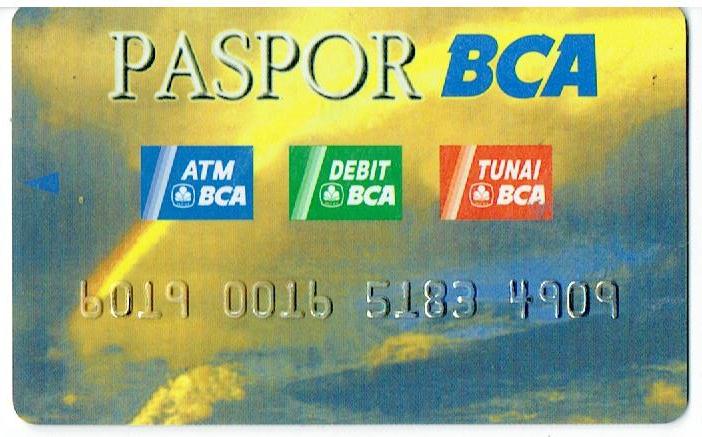 PASPOR BCA
ATM BCA
DEBIT BCA
TUNAI BCA
6019 0016 5183 4909